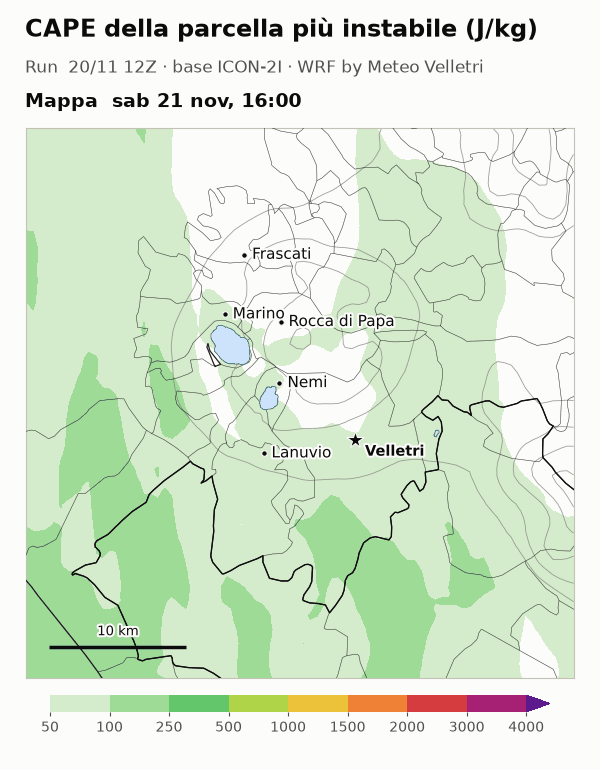 CAPE della parcella più instabile (J/kg)
Run  20/11 12Z · base ICON-2I · WRF by Meteo Velletri
Mappa  sab 21 nov, 16:00
Frascati
Marino
Rocca di Papa
Nemi
Velletri
Lanuvio
10 km
50 100 250 500 1000 1500 2000 3000 4000